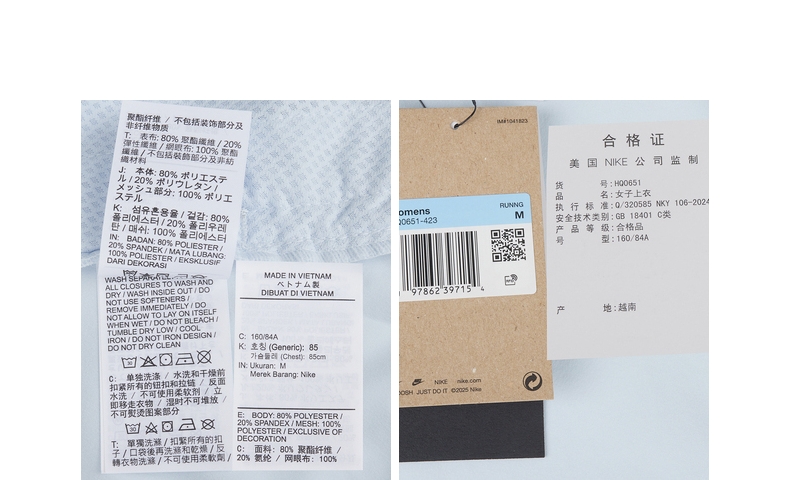 聚酯纤维 / 不包括装饰部分及
非纤维物质
T: 表布: 80% 聚酯纖維 / 20%
彈性纖維 / 網眼布: 100% 聚酯
纖維 / 不包括裝飾部分及非紡
織材料
J: 本体: 80% ポリエステ
ル / 20% ポリウレタン /
メッシュ部分: 100% ポリエ
ステル
K: 섬유혼용율 / 겉감: 80%
폴리에스터 / 20% 폴리우레
탄 / 매쉬: 100% 폴리에스터
IN: BADAN: 80% POLIESTER /
20% SPANDEK / MATA LUBANG:
100% POLIESTER / EKSKLUSIF
DARI DEKORASI
ALL CLOSURES TO WASH AND
DRY / WASH INSIDE OUT / DO
NOT USE SOFTENERS /
REMOVE IMMEDIATELY / DO
NOT ALLOW TO LAY ON ITSELF
WHEN WET / DO NOT BLEACH /
TUMBLE DRY LOW / COOL
IRON / DO NOT IRON DESIGN /
DO NOT DRY CLEAN
C: 单独洗涤 / 水洗和干燥前
扣紧所有的钮扣和拉链 / 反面
水洗 / 不可使用柔软剂 / 立
即移走衣物 / 湿时不可堆放 /
不可熨烫图案部分
T: 單獨洗滌 / 扣緊所有的扣
子 / 口袋後再洗滌和乾燥 / 反
轉衣物洗滌 / 不可使用柔軟劑 /
MADE IN VIETNAM
ベトナム製
DIBUAT DI VIETNAM
C: 160/84A
K: 호칭 (Generic): 85
가슴둘레 (Chest): 85cm
IN: Ukuran: M
Merek Barang: Nike
E: BODY: 80% POLYESTER /
20% SPANDEX / MESH: 100%
POLYESTER / EXCLUSIVE OF
DECORATION
C: 面料: 80% 聚酯纤维 /
20% 氨纶 / 网眼布: 100%
IM#1041823
omens
RUNNG
Q0651-423
M
9 78623 9715 4
NIKE nike.com
OSH JUST DO IT ©2025 Nike
合格证
美国 NIKE 公司监制
货 号:HQ0651
品 名:女子上衣
执行标准:Q/320585 NKY 106-2024
安全技术类别:GB 18401 C类
产品等级:合格品
号 型:160/84A
产 地:越南